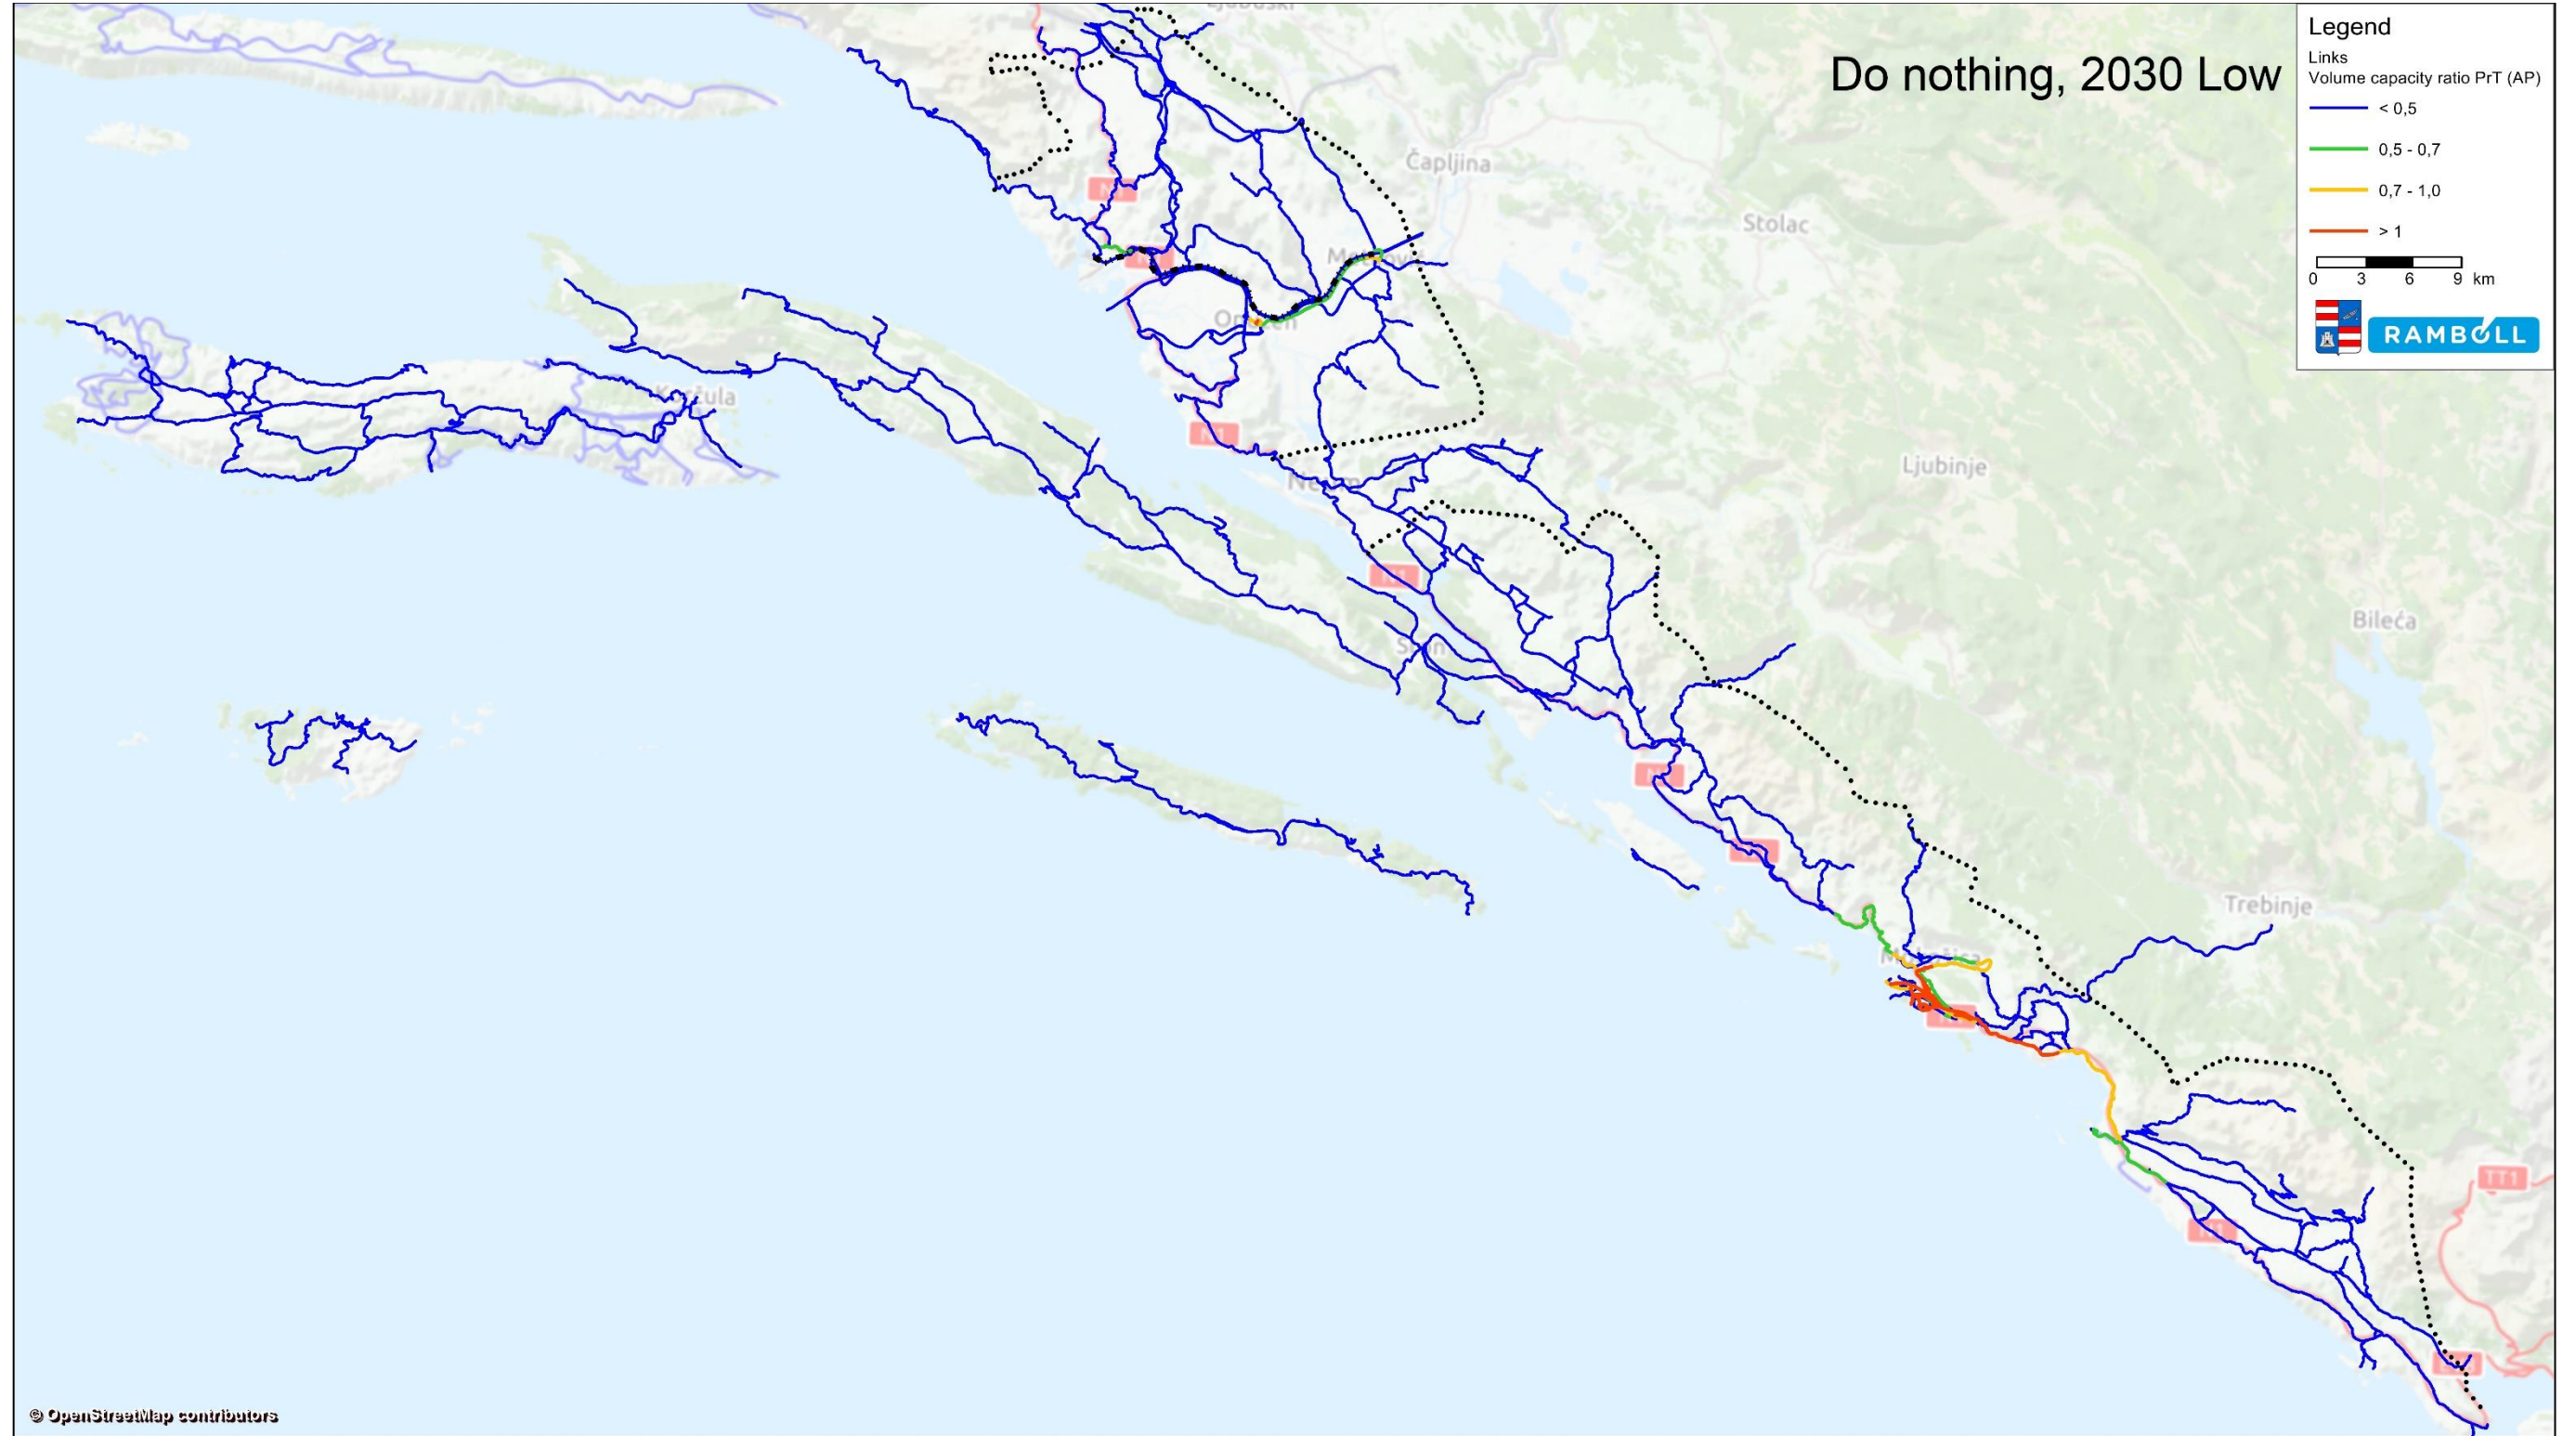 Do nothing, 2030 Low
Legend
Links
Volume capacity ratio PrT (AP)
< 0,5
0,5 - 0,7
0,7 - 1,0
> 1
0 3 6 9 km
RAMBOLL
Čapljina
Stolac
Ljubinje
Bileća
Trebinje
TT1
© OpenStreetMap contributors